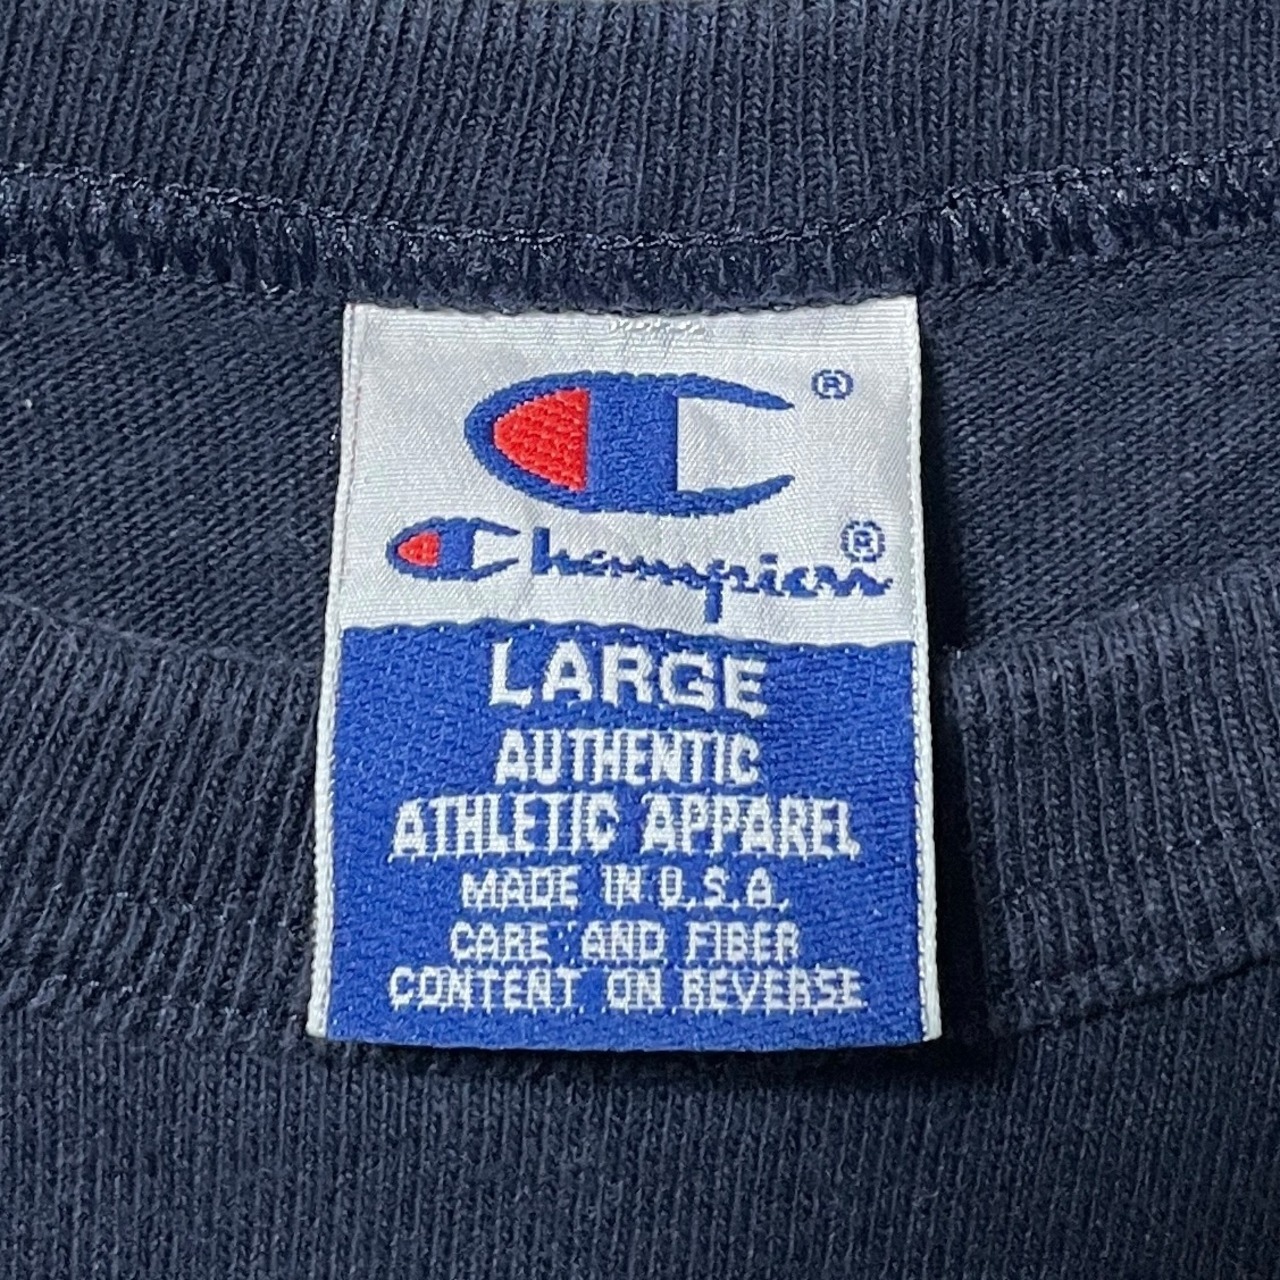 ®
Champion®
LARGE
AUTHENTIC
ATHLETIC APPAREL
MADE IN U.S.A.
CARE AND FIBER
CONTENT ON REVERSE